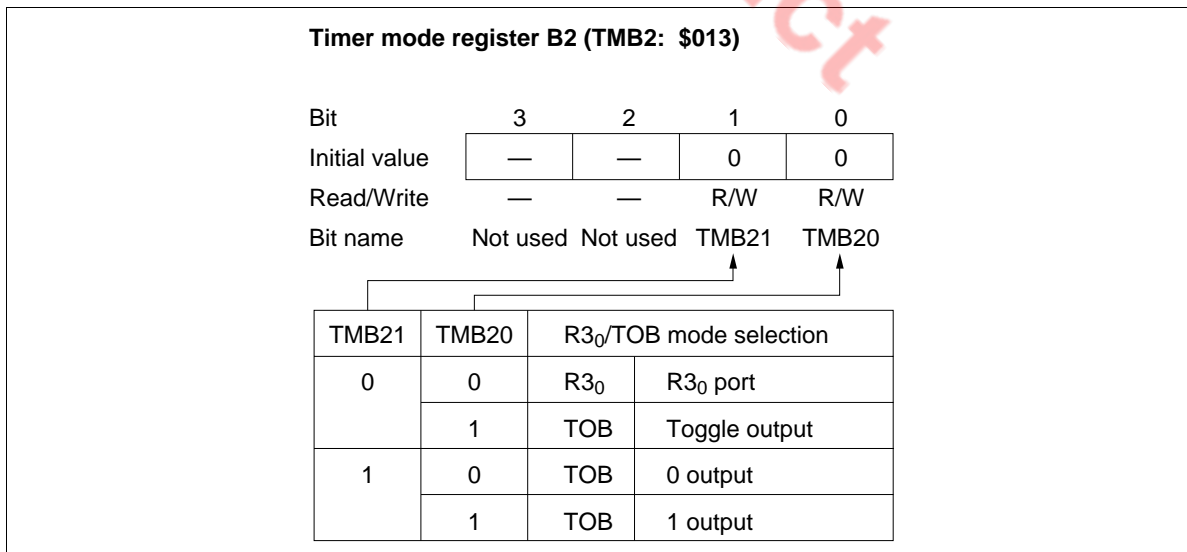 ct
Timer mode register B2 (TMB2: $013)
Bit 3 2 1 0
Initial value — — 0 0
Read/Write — — R/W R/W
Bit name Not used Not used TMB21 TMB20
TMB21 TMB20 R3₀/TOB mode selection
0 0 R3₀ R3₀ port
1 TOB Toggle output
1 0 TOB 0 output
1 TOB 1 output